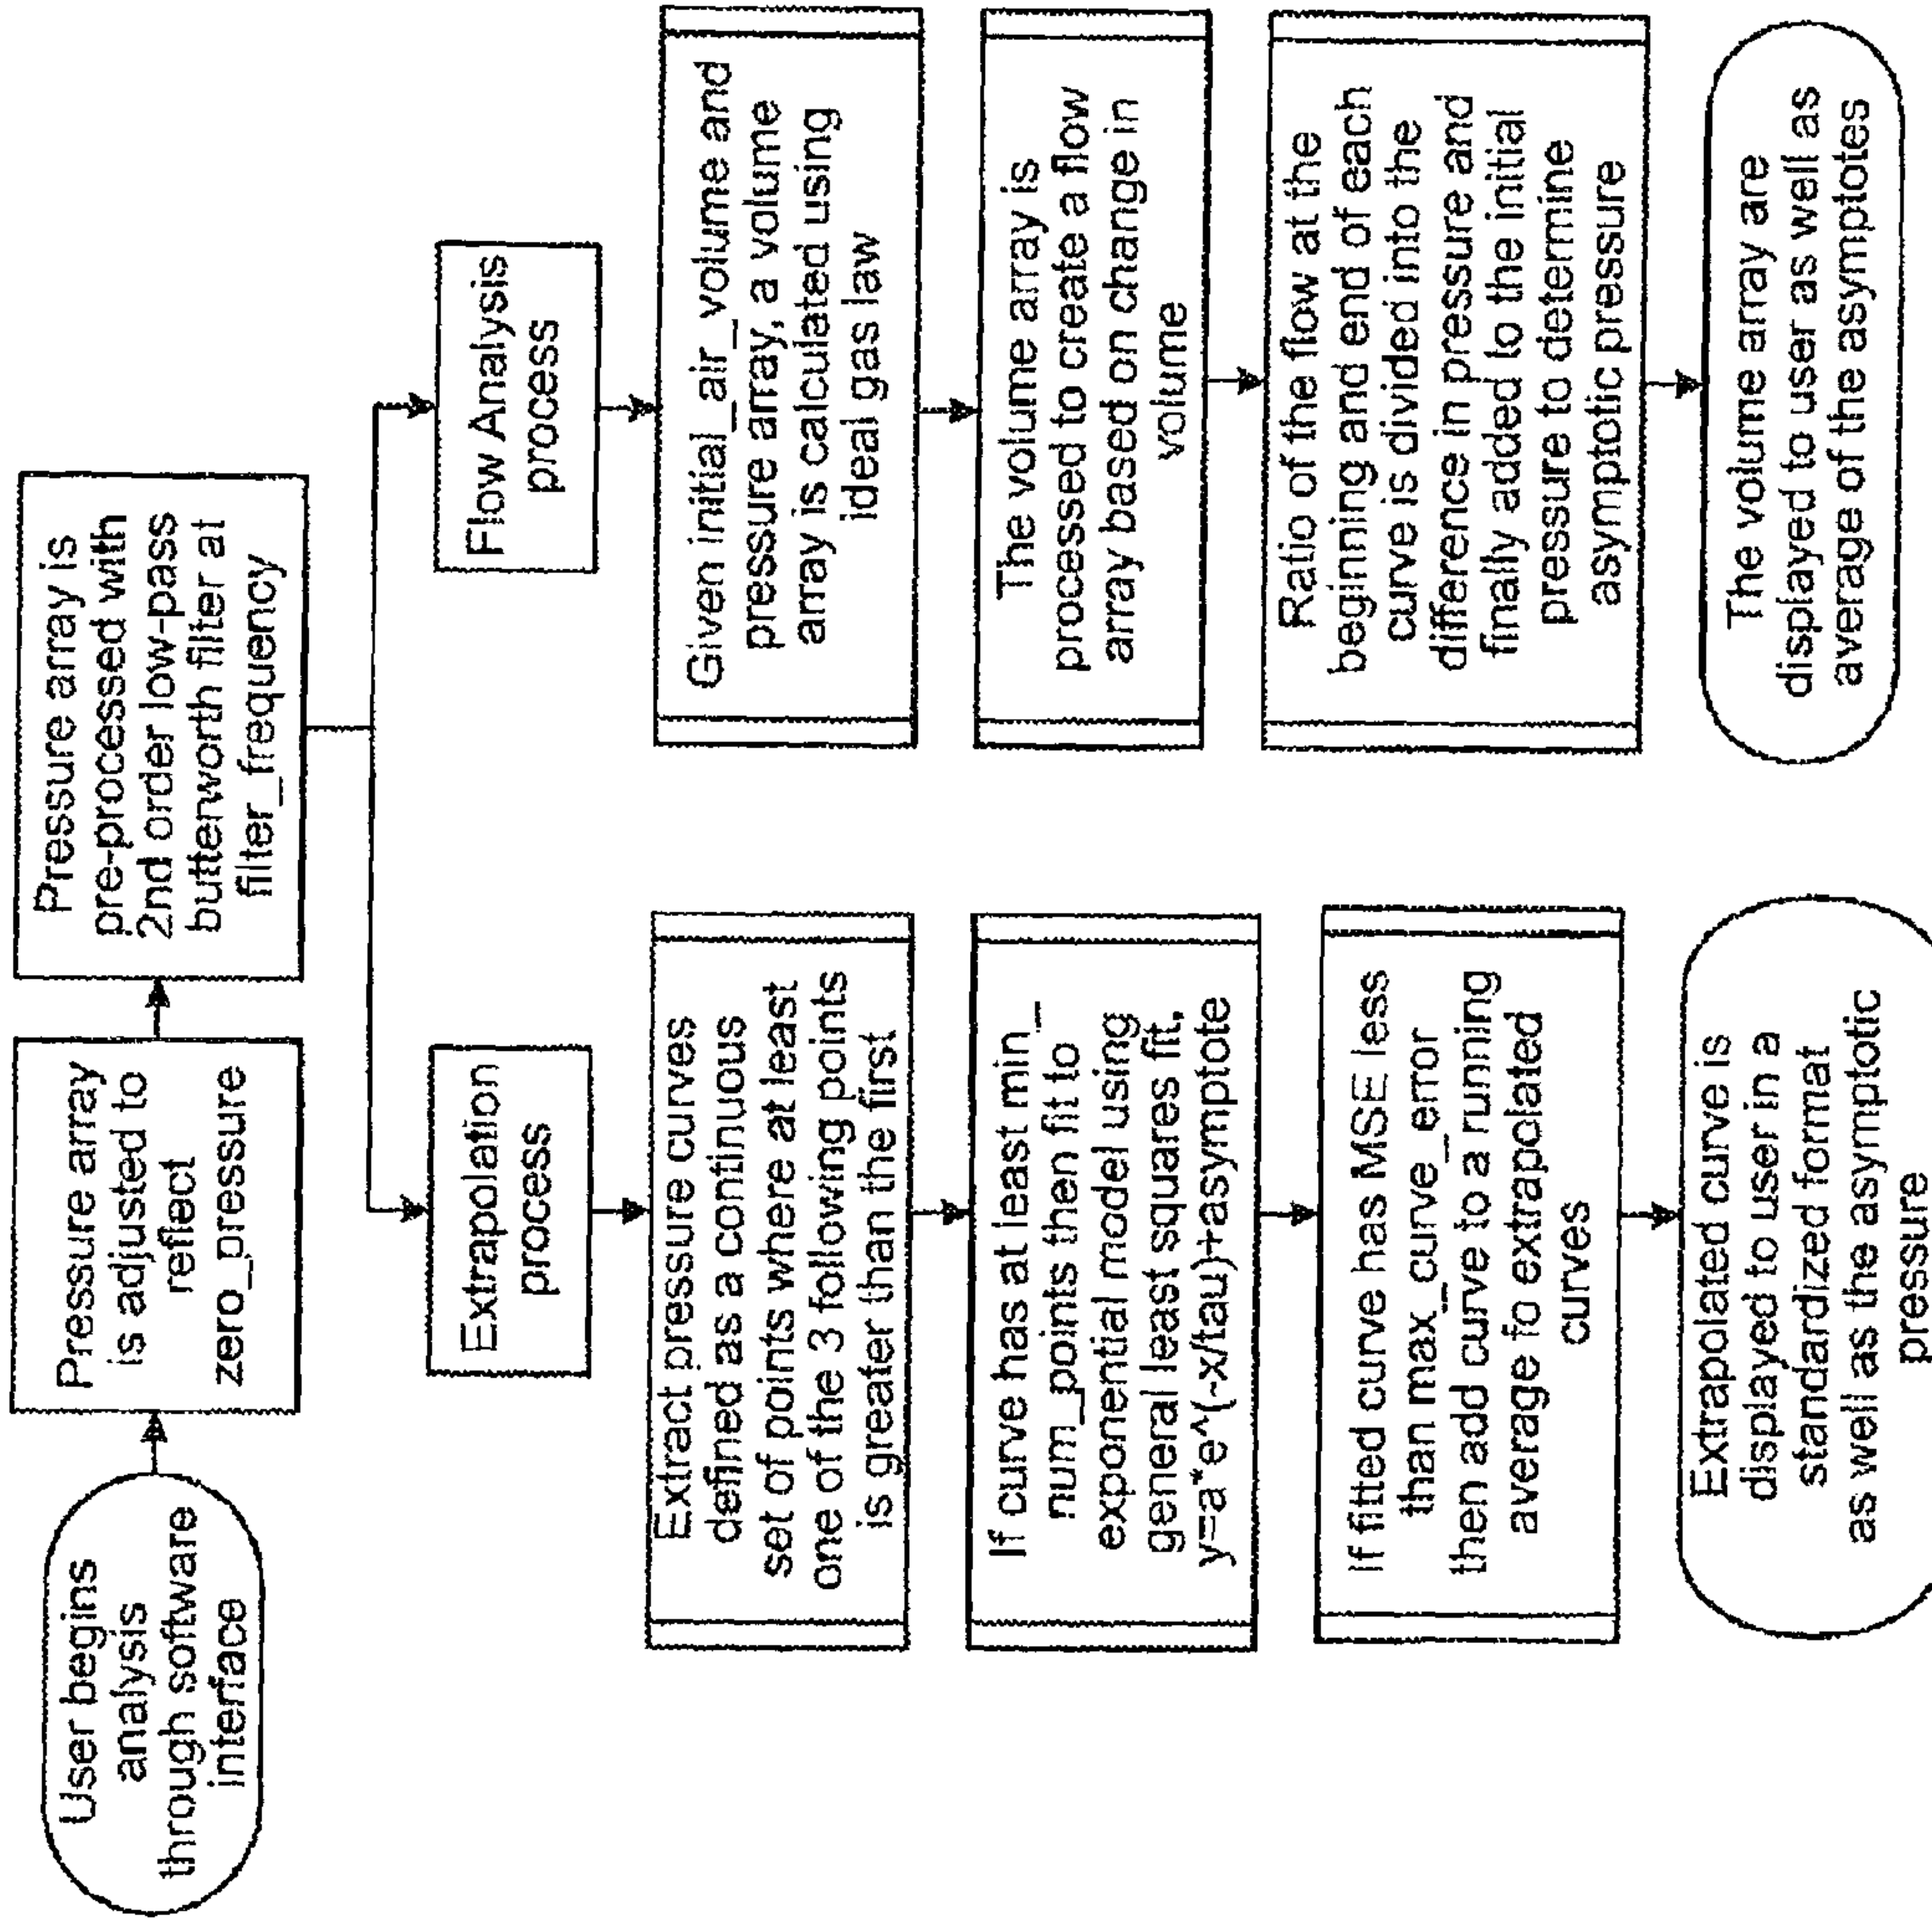 User begins
analysis
through software
interface
Pressure array
is adjusted to
reflect
zero_pressure
Pressure array is
pre-processed with
2nd order low-pass
butterworth filter at
filter_frequency
Extrapolation
process
Extract pressure curves
defined as a continuous
set of points where at least
one of the 3 following points
is greater than the first
If curve has at least min_
num_points then fit to
exponential model using
general least squares fit,
y=a*e^(-x/tau)+asymptote
If fitted curve has MSE less
than max_curve_error
then add curve to a running
average fo extrapolated
curves
Extrapolated curve is
displayed to user in a
standardized format
as well as the asymptotic
pressure
Flow Analysis
process
Given initial_air_volume and
pressure array, a volume
array is calculated using
ideal gas law
The volume array is
processed to create a flow
array based on change in
volume
Ratio of the flow at the
beginning and end of each
curve is divided into the
difference in pressure and
finally added to the initial
pressure to determine
asymptotic pressure
The volume array are
displayed to user as well as
average of the asymptotes